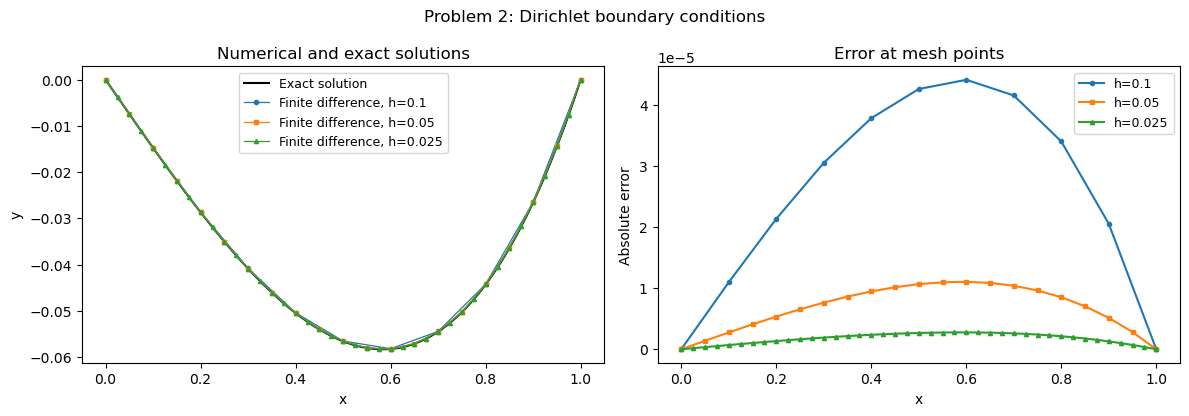 Problem 2: Dirichlet boundary conditions
Numerical and exact solutions
0.00
−0.01
−0.02
−0.03
−0.04
−0.05
−0.06
y
Exact solution
Finite difference, h=0.1
Finite difference, h=0.05
Finite difference, h=0.025
0.0
0.2
0.4
0.6
0.8
1.0
x
Error at mesh points
1e−5
4
3
2
1
0
Absolute error
h=0.1
h=0.05
h=0.025
0.0
0.2
0.4
0.6
0.8
1.0
x